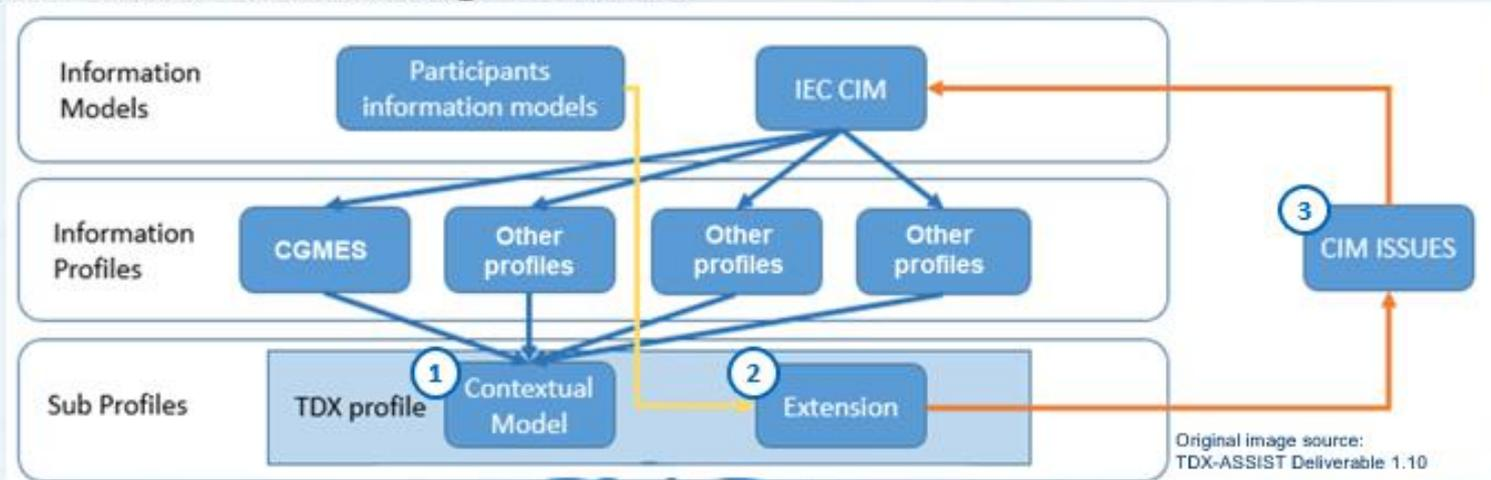 Information
Models
Participants
information models
IEC CIM
Information
Profiles
CGMES
Other
profiles
Other
profiles
Other
profiles
3
CIM ISSUES
Sub Profiles
TDX profile
1
Contextual
Model
2
Extension
Original image source:
TDX-ASSIST Deliverable 1.10